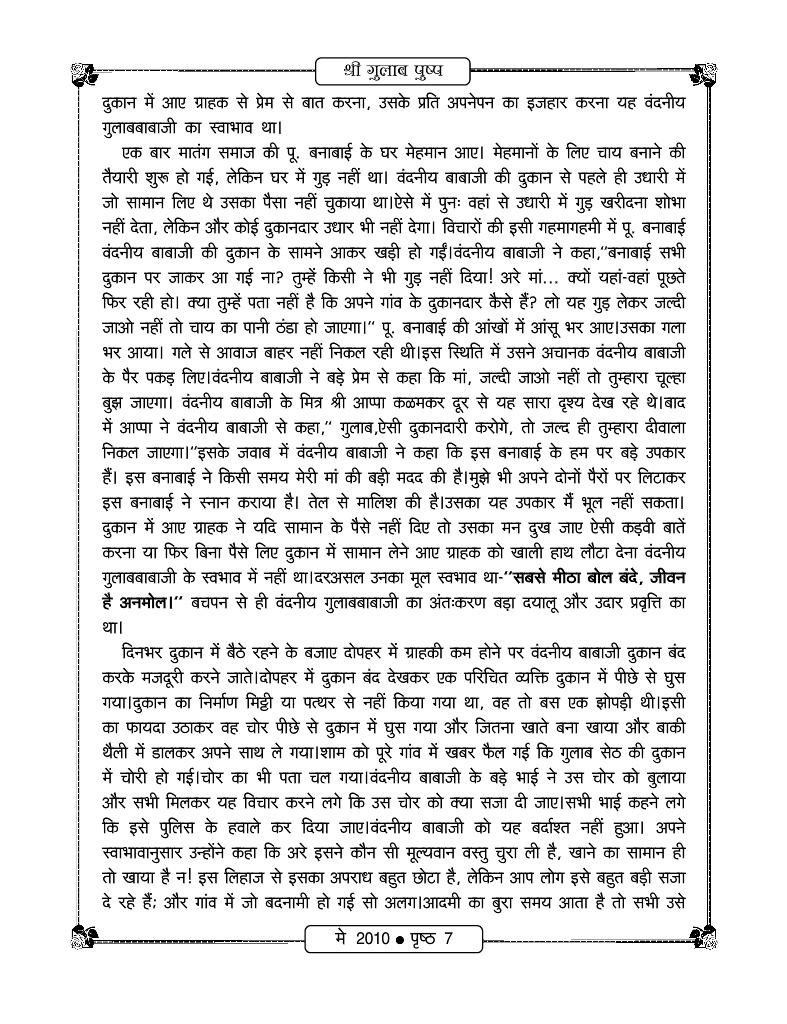 श्री गुलाब पुष्प
दुकान में आए ग्राहक से प्रेम से बात करना, उसके प्रति अपनेपन का इजहार करना यह वंदनीय
गुलाबबाबाजी का स्वाभाव था।
एक बार मातंग समाज की पू. बनाबाई के घर मेहमान आए। मेहमानों के लिए चाय बनाने की
तैयारी शुरू हो गई, लेकिन घर में गुड़ नहीं था। वंदनीय बाबाजी की दुकान से पहले ही उधारी में
जो सामान लिए थे उसका पैसा नहीं चुकाया था।ऐसे में पुनः वहां से उधारी में गुड़ खरीदना शोभा
नहीं देता, लेकिन और कोई दुकानदार उधार भी नहीं देगा। विचारों की इसी गहमागहमी में पू. बनाबाई
वंदनीय बाबाजी की दुकान के सामने आकर खड़ी हो गईं।वंदनीय बाबाजी ने कहा,‘‘बनाबाई सभी
दुकान पर जाकर आ गई ना? तुम्हें किसी ने भी गुड़ नहीं दिया! अरे मां... क्यों यहां-वहां पूछते
फिर रही हो। क्या तुम्हें पता नहीं है कि अपने गांव के दुकानदार कैसे हैं? लो यह गुड़ लेकर जल्दी
जाओ नहीं तो चाय का पानी ठंडा हो जाएगा।‘‘ पू. बनाबाई की आंखों में आंसू भर आए।उसका गला
भर आया। गले से आवाज बाहर नहीं निकल रही थी।इस स्थिति में उसने अचानक वंदनीय बाबाजी
के पैर पकड़ लिए।वंदनीय बाबाजी ने बड़े प्रेम से कहा कि मां, जल्दी जाओ नहीं तो तुम्हारा चूल्हा
बुझ जाएगा। वंदनीय बाबाजी के मित्र श्री आप्पा कळमकर दूर से यह सारा दृश्य देख रहे थे।बाद
में आप्पा ने वंदनीय बाबाजी से कहा,‘‘ गुलाब,ऐसी दुकानदारी करोगे, तो जल्द ही तुम्हारा दीवाला
निकल जाएगा।’’इसके जवाब में वंदनीय बाबाजी ने कहा कि इस बनाबाई के हम पर बड़े उपकार
हैं। इस बनाबाई ने किसी समय मेरी मां की बड़ी मदद की है।मुझे भी अपने दोनों पैरों पर लिटाकर
इस बनाबाई ने स्नान कराया है। तेल से मालिश की है।उसका यह उपकार मैं भूल नहीं सकता।
दुकान में आए ग्राहक ने यदि सामान के पैसे नहीं दिए तो उसका मन दुख जाए ऐसी कड़वी बातें
करना या फिर बिना पैसे लिए दुकान में सामान लेने आए ग्राहक को खाली हाथ लौटा देना वंदनीय
गुलाबबाबाजी के स्वभाव में नहीं था।दरअसल उनका मूल स्वभाव था-‘‘सबसे मीठा बोल बंदे, जीवन
है अनमोल।’’ बचपन से ही वंदनीय गुलाबबाबाजी का अंतःकरण बड़ा दयालू और उदार प्रवृत्ति का
था।
दिनभर दुकान में बैठे रहने के बजाए दोपहर में ग्राहकी कम होने पर वंदनीय बाबाजी दुकान बंद
करके मजदूरी करने जाते।दोपहर में दुकान बंद देखकर एक परिचित व्यक्ति दुकान में पीछे से घुस
गया।दुकान का निर्माण मिट्टी या पत्थर से नहीं किया गया था, वह तो बस एक झोपड़ी थी।इसी
का फायदा उठाकर वह चोर पीछे से दुकान में घुस गया और जितना खाते बना खाया और बाकी
थैली में डालकर अपने साथ ले गया।शाम को पूरे गांव में खबर फैल गई कि गुलाब सेठ की दुकान
में चोरी हो गई।चोर का भी पता चल गया।वंदनीय बाबाजी के बड़े भाई ने उस चोर को बुलाया
और सभी मिलकर यह विचार करने लगे कि उस चोर को क्या सजा दी जाए।सभी भाई कहने लगे
कि इसे पुलिस के हवाले कर दिया जाए।वंदनीय बाबाजी को यह बर्दाश्त नहीं हुआ। अपने
स्वाभावानुसार उन्होंने कहा कि अरे इसने कौन सी मूल्यवान वस्तु चुरा ली है, खाने का सामान ही
तो खाया है न! इस लिहाज से इसका अपराध बहुत छोटा है, लेकिन आप लोग इसे बहुत बड़ी सजा
दे रहे हैं; और गांव में जो बदनामी हो गई सो अलग।आदमी का बुरा समय आता है तो सभी उसे
मे 2010 ● पृष्ठ 7